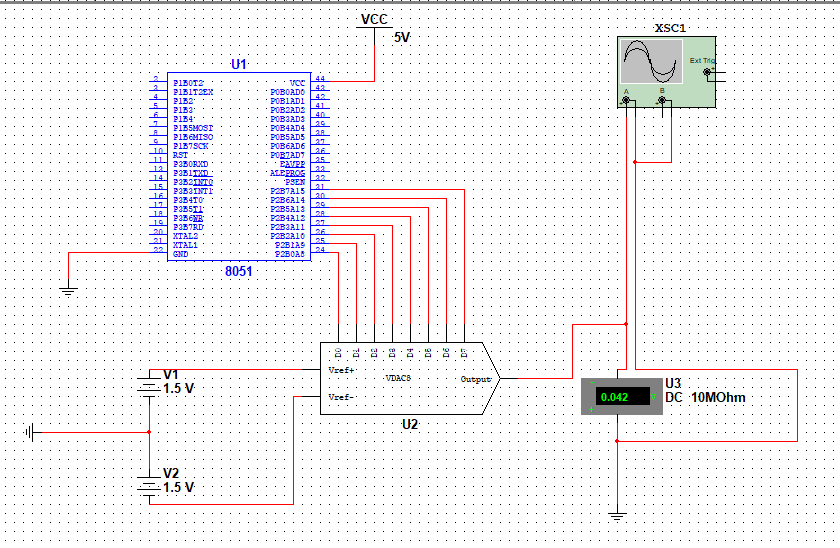 VCC
5V
XSC1
Ext Trig
A
B
U1
P1B0T2
P1B1T2EX
P1B2
P1B3
P1B4
P1B5MOSI
P1B6MISO
P1B7SCK
RST
P3B0RXD
P3B1TXD
P3B2INT0
P3B3INT1
P3B4T0
P3B5T1
P3B6WR
P3B7RD
XTAL2
XTAL1
GND
VCC
P0B0AD0
P0B1AD1
P0B2AD2
P0B3AD3
P0B4AD4
P0B5AD5
P0B6AD6
P0B7AD7
EAVPP
ALEPROG
PSEN
P2B7A15
P2B6A14
P2B5A13
P2B4A12
P2B3A11
P2B2A10
P2B1A9
P2B0A8
2
3
4
5
6
7
8
9
10
11
13
14
15
16
17
18
19
20
21
22
44
43
42
41
40
39
38
37
36
35
33
32
31
30
29
28
27
26
25
24
8051
D0
D1
D2
D3
D4
D5
D6
D7
Vref+
VDAC8
Output
Vref-
U2
V1
1.5 V
V2
1.5 V
0.042
V
U3
DC 10MOhm